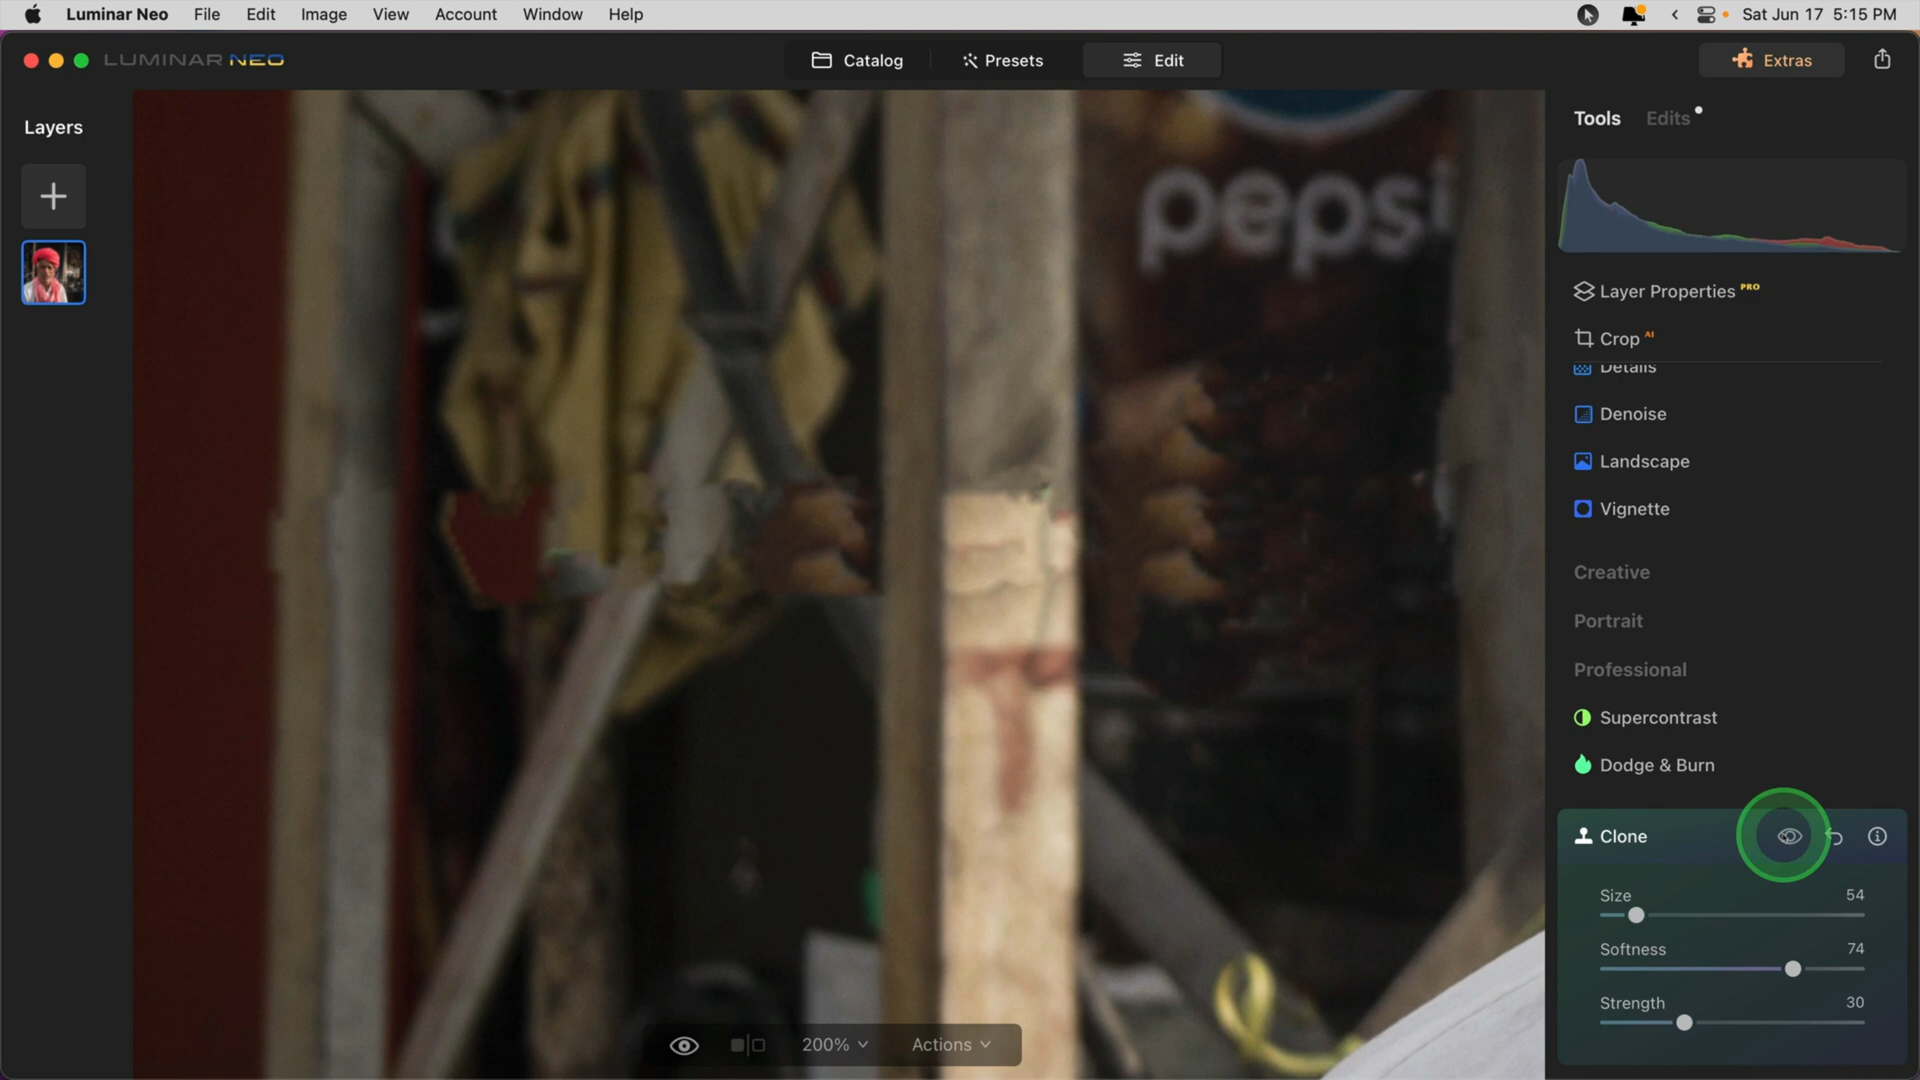 Luminar Neo File Edit Image View Account Window Help Sat Jun 17 5:15 PM
LUMINAR NEO Catalog Presets Edit Extras
Layers
Tools Edits
pepsi
Layer Properties PRO
Crop AI
Details
Denoise
Landscape
Vignette
Creative
Portrait
Professional
Supercontrast
Dodge & Burn
Clone
Size 54
Softness 74
Strength 30
200% Actions